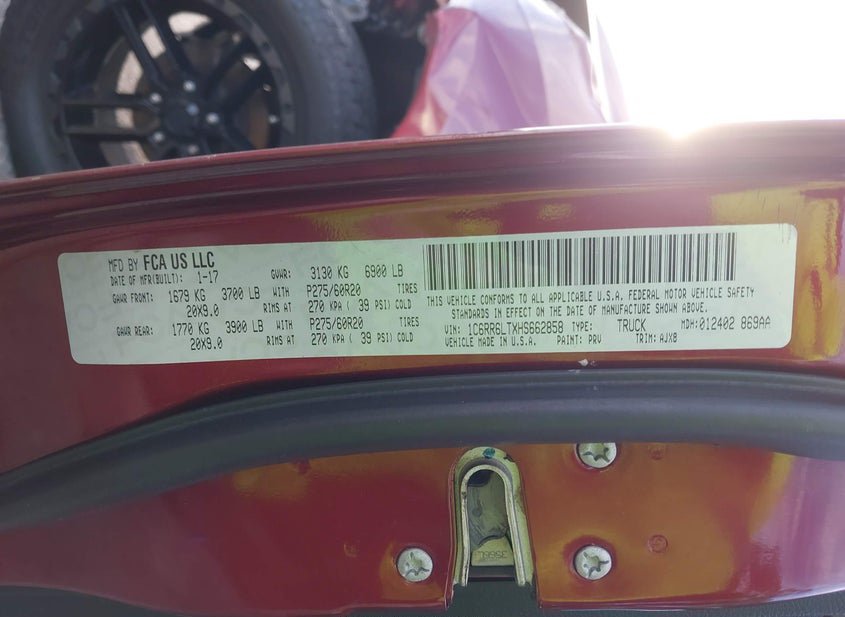 MFD BY FCA US LLC
DATE OF MFR(BUILT): 1-17 GVWR: 3130 KG 6900 LB
GAWR FRONT: 1679 KG 3700 LB WITH P275/60R20 TIRES
20X9.0 RIMS AT 270 KPA ( 39 PSI) COLD
GAWR REAR: 1770 KG 3900 LB WITH P275/60R20 TIRES
20X9.0 RIMS AT 270 KPA ( 39 PSI) COLD
THIS VEHICLE CONFORMS TO ALL APPLICABLE U.S.A. FEDERAL MOTOR VEHICLE SAFETY
STANDARDS IN EFFECT ON THE DATE OF MANUFACTURE SHOWN ABOVE.
VIN: 1C6RR6LTXHS662858 TYPE: TRUCK MDH:012402 869AA
VEHICLE MADE IN U.S.A. PAINT: PRV TRIM: AJX8